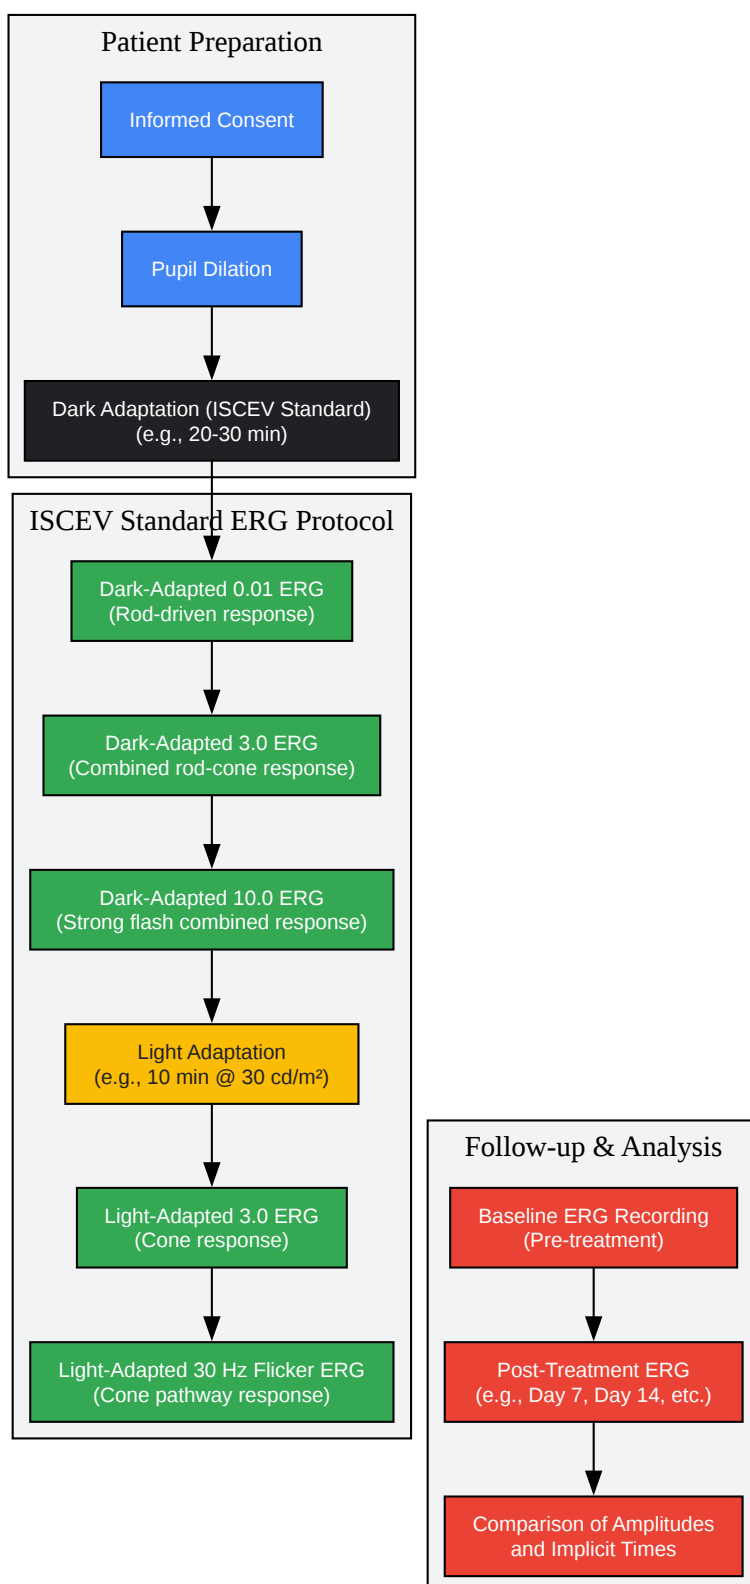 Patient Preparation
Informed Consent
Pupil Dilation
Dark Adaptation (ISCEV Standard)
(e.g., 20-30 min)
ISCEV Standard ERG Protocol
Dark-Adapted 0.01 ERG
(Rod-driven response)
Dark-Adapted 3.0 ERG
(Combined rod-cone response)
Dark-Adapted 10.0 ERG
(Strong flash combined response)
Light Adaptation
(e.g., 10 min @ 30 cd/m²)
Light-Adapted 3.0 ERG
(Cone response)
Light-Adapted 30 Hz Flicker ERG
(Cone pathway response)
Follow-up & Analysis
Baseline ERG Recording
(Pre-treatment)
Post-Treatment ERG
(e.g., Day 7, Day 14, etc.)
Comparison of Amplitudes
and Implicit Times